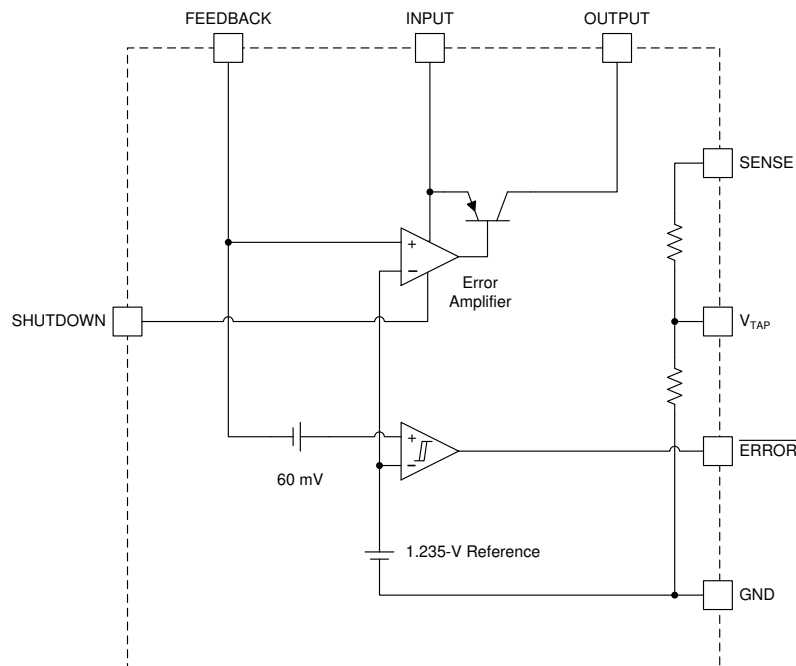 FEEDBACK
INPUT
OUTPUT
SENSE
+
−
Error
Amplifier
SHUTDOWN
VTAP
+
−
ERROR
60 mV
1.235-V Reference
GND